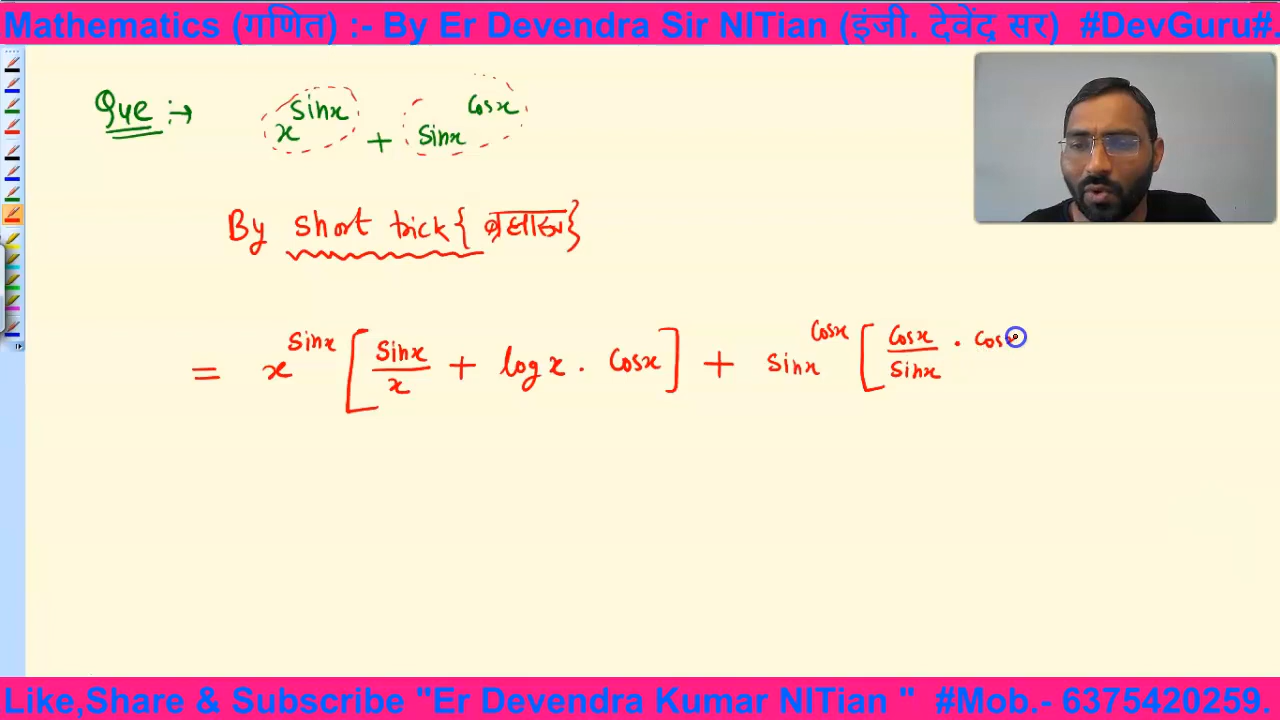 Mathematics (गणित) :- By Er Devendra Sir NITian (इंजी. देवेंद्र सर) #DevGuru#.
Que :→ x^sinx + sinx^cosx
By short trick {
= x^sinx [sinx/x + log x . cosx] + sinx^cosx [cosx/sinx . cosx
Like,Share & Subscribe "Er Devendra Kumar NITian " #Mob.- 6375420259.